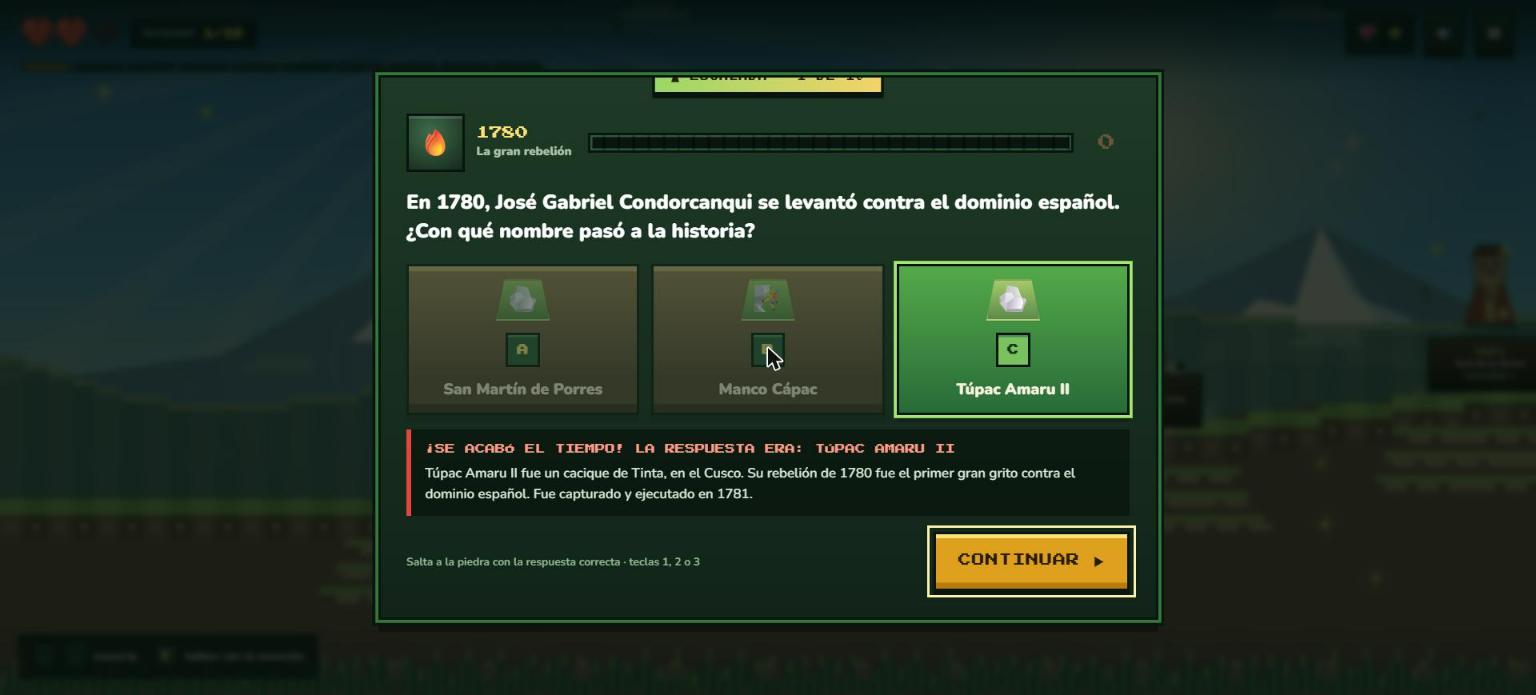 1780
La gran rebelión
0
En 1780, José Gabriel Condorcanqui se levantó contra el dominio español.
¿Con qué nombre pasó a la historia?
A
San Martín de Porres
Manco Cápac
C
Túpac Amaru II
¡SE ACABó EL TIEMPO! LA RESPUESTA ERA: TúPAC AMARU II
Túpac Amaru II fue un cacique de Tinta, en el Cusco. Su rebelión de 1780 fue el primer gran grito contra el
dominio español. Fue capturado y ejecutado en 1781.
Salta a la piedra con la respuesta correcta · teclas 1, 2 o 3
CONTINUAR ▶